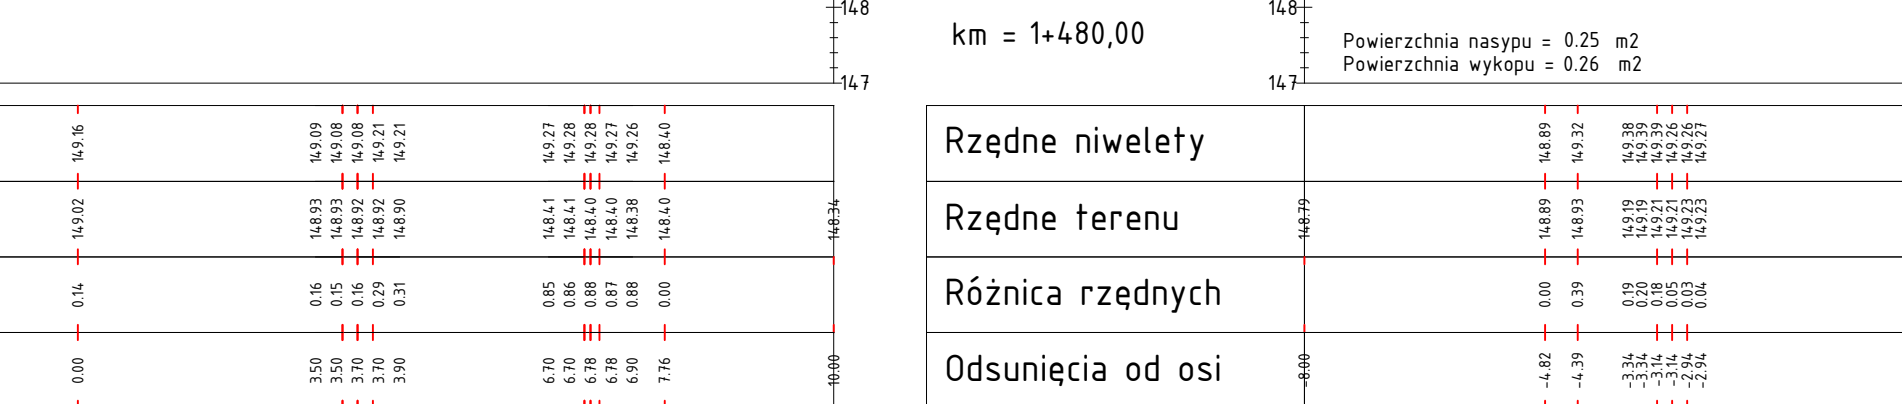 148
147
149.16 149.09 149.08 149.08 149.21 149.21 149.27 149.28 149.28 149.27 149.26 148.40
149.02 148.93 148.93 148.92 148.92 148.90 148.41 148.41 148.40 148.40 148.38 148.40 148.34
0.14 0.16 0.15 0.16 0.29 0.31 0.85 0.86 0.88 0.87 0.88 0.00
0.00 3.50 3.50 3.70 3.70 3.90 6.70 6.70 6.78 6.78 6.90 7.76 10.00
km = 1+480,00
148
147
Powierzchnia nasypu = 0.25 m2
Powierzchnia wykopu = 0.26 m2
Rzędne niwelety 148.89 149.32 149.38 149.39 149.39 149.26 149.26 149.27
Rzędne terenu 148.79 148.89 148.93 149.19 149.19 149.21 149.21 149.23 149.23
Różnica rzędnych 0.00 0.39 0.19 0.20 0.18 0.05 0.03 0.04
Odsunięcia od osi -8.00 -4.82 -4.39 -3.34 -3.34 -3.14 -3.14 -2.94 -2.94